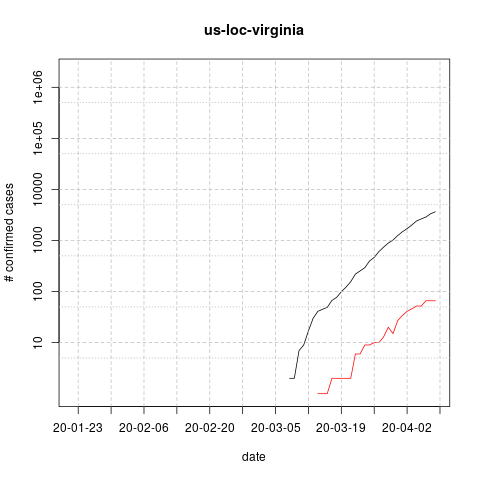 us-loc-virginia
# confirmed cases
1e+06
1e+05
10000
1000
100
10
20-01-23
20-02-06
20-02-20
20-03-05
20-03-19
20-04-02
date